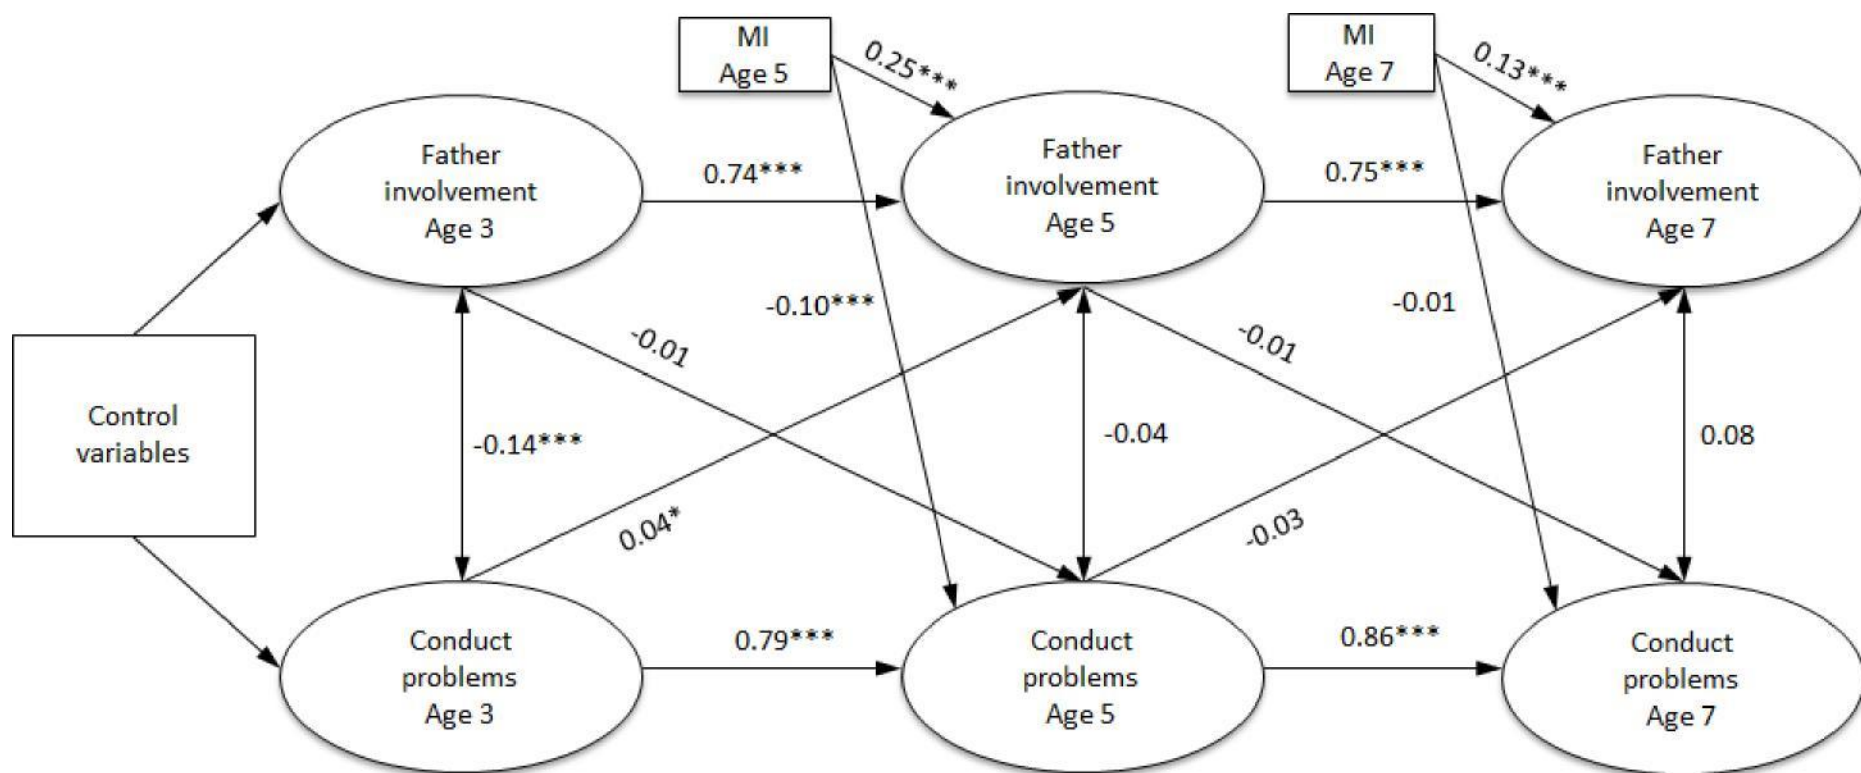 MI
Age 5
0.25***
MI
Age 7
0.13***
Father
involvement
Age 3
0.74***
Father
involvement
Age 5
0.75***
Father
involvement
Age 7
-0.10***
-0.01
-0.01
-0.01
Control
variables
-0.14***
-0.04
0.08
0.04*
-0.03
Conduct
problems
Age 3
0.79***
Conduct
problems
Age 5
0.86***
Conduct
problems
Age 7